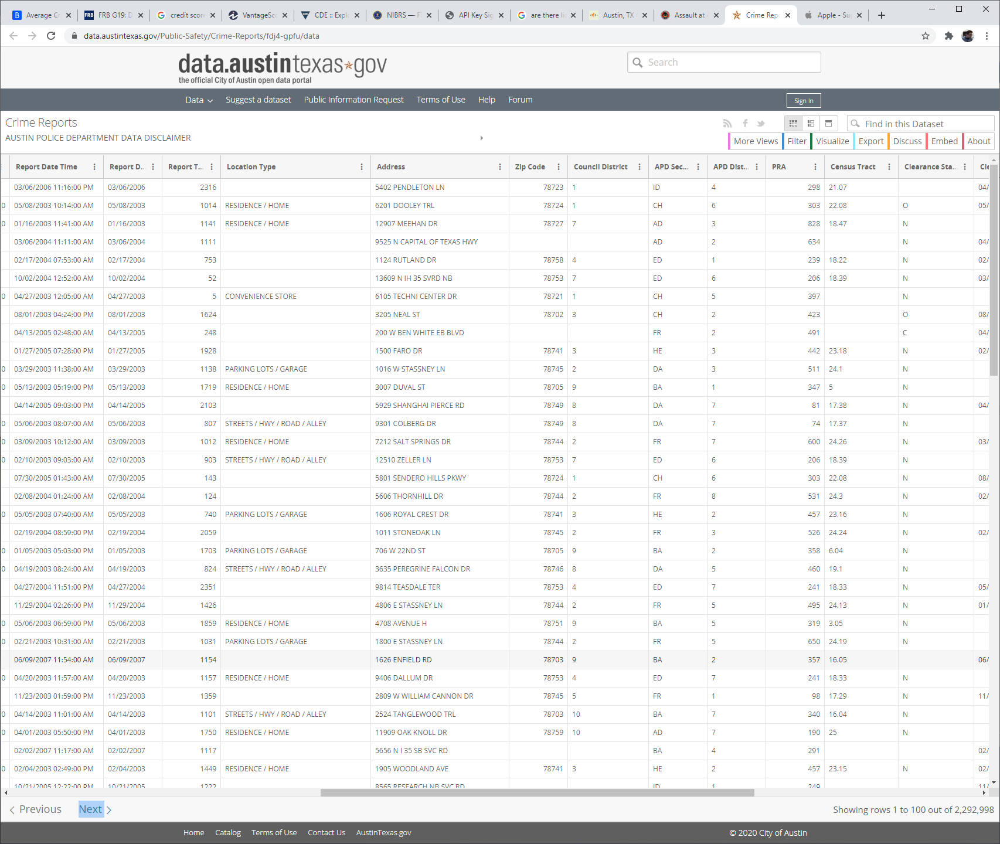 Average Cr
FRB G19: D
credit score
VantageSco
CDE :: Expl
NIBRS — F
API Key Sig
are there li
Austin, TX
Assault at
Crime Rep
Apple - Su
data.austintexas.gov/Public-Safety/Crime-Reports/fdj4-gpfu/data
data.austintexas gov
the official City of Austin open data portal
Search
Data Suggest a dataset Public Information Request Terms of Use Help Forum Sign In
Crime Reports
Find in this Dataset
AUSTIN POLICE DEPARTMENT DATA DISCLAIMER
More Views Filter Visualize Export Discuss Embed About
Report Date Time Report D... Report T... Location Type Address Zip Code Council District APD Sec... APD Dist... PRA Census Tract Clearance Sta... Cle
03/06/2006 11:16:00 PM 03/06/2006 2316 5402 PENDLETON LN 78723 1 ID 4 298 21.07 04/
0 05/08/2003 10:14:00 AM 05/08/2003 1014 RESIDENCE / HOME 6201 DOOLEY TRL 78724 1 CH 6 303 22.08 O 05/
0 01/16/2003 11:41:00 AM 01/16/2003 1141 RESIDENCE / HOME 12907 MEEHAN DR 78727 7 AD 3 828 18.47 N
03/06/2004 11:11:00 AM 03/06/2004 1111 9525 N CAPITAL OF TEXAS HWY AD 2 634 N 04/
02/17/2004 07:53:00 AM 02/17/2004 753 1124 RUTLAND DR 78758 4 ED 1 239 18.22 N 02/
10/02/2004 12:52:00 AM 10/02/2004 52 13609 N IH 35 SVRD NB 78753 7 ED 6 206 18.39 N 03/
0 04/27/2003 12:05:00 AM 04/27/2003 5 CONVENIENCE STORE 6105 TECHNI CENTER DR 78721 1 CH 5 397 N
08/01/2003 04:24:00 PM 08/01/2003 1624 3205 NEAL ST 78702 3 CH 2 423 O 08/
04/13/2005 02:48:00 AM 04/13/2005 248 200 W BEN WHITE EB BLVD FR 2 491 C 04/
01/27/2005 07:28:00 PM 01/27/2005 1928 1500 FARO DR 78741 3 HE 3 442 23.18 N 02/
0 03/29/2003 11:38:00 AM 03/29/2003 1138 PARKING LOTS / GARAGE 1016 W STASSNEY LN 78745 2 DA 3 511 24.1 N
0 05/13/2003 05:19:00 PM 05/13/2003 1719 RESIDENCE / HOME 3007 DUVAL ST 78705 9 BA 1 347 5 N
04/14/2005 09:03:00 PM 04/14/2005 2103 5929 SHANGHAI PIERCE RD 78749 8 DA 7 81 17.38 N 04/
0 05/06/2003 08:07:00 AM 05/06/2003 807 STREETS / HWY / ROAD / ALLEY 9301 COLBERG DR 78749 8 DA 7 74 17.37 N
0 03/09/2003 10:12:00 AM 03/09/2003 1012 RESIDENCE / HOME 7212 SALT SPRINGS DR 78744 2 FR 7 600 24.26 N 03/
0 02/10/2003 09:03:00 AM 02/10/2003 903 STREETS / HWY / ROAD / ALLEY 12510 ZELLER LN 78753 7 ED 6 206 18.39 N
07/30/2005 01:43:00 AM 07/30/2005 143 5801 SENDERO HILLS PKWY 78724 1 CH 6 303 22.08 N 08/
02/08/2004 01:24:00 AM 02/08/2004 124 5606 THORNHILL DR 78744 2 FR 8 531 24.3 N 02/
0 05/05/2003 07:40:00 AM 05/05/2003 740 PARKING LOTS / GARAGE 1606 ROYAL CREST DR 78741 3 HE 2 457 23.16 N
02/19/2004 08:59:00 PM 02/19/2004 2059 1011 STONEOAK LN 78745 2 FR 3 526 24.24 N 02/
0 01/05/2003 05:03:00 PM 01/05/2003 1703 PARKING LOTS / GARAGE 706 W 22ND ST 78705 9 BA 2 358 6.04 N
0 04/19/2003 08:24:00 AM 04/19/2003 824 STREETS / HWY / ROAD / ALLEY 3635 PEREGRINE FALCON DR 78746 8 DA 5 460 19.1 N
04/27/2004 11:51:00 PM 04/27/2004 2351 9814 TEASDALE TER 78753 4 ED 7 241 18.33 N 05/
11/29/2004 02:26:00 PM 11/29/2004 1426 4806 E STASSNEY LN 78744 2 FR 5 495 24.13 N 01/
0 05/06/2003 06:59:00 PM 05/06/2003 1859 RESIDENCE / HOME 4708 AVENUE H 78751 9 BA 5 319 3.05 N
0 02/21/2003 10:31:00 AM 02/21/2003 1031 PARKING LOTS / GARAGE 1800 E STASSNEY LN 78744 2 FR 5 650 24.19 N
06/09/2007 11:54:00 AM 06/09/2007 1154 1626 ENFIELD RD 78703 9 BA 2 357 16.05 06/
0 04/20/2003 11:57:00 AM 04/20/2003 1157 RESIDENCE / HOME 9406 DALLUM DR 78753 4 ED 7 241 18.33 N
11/23/2003 01:59:00 PM 11/23/2003 1359 2809 W WILLIAM CANNON DR 78745 5 FR 1 98 17.29 N 11/
0 04/14/2003 11:01:00 AM 04/14/2003 1101 STREETS / HWY / ROAD / ALLEY 2524 TANGLEWOOD TRL 78703 10 BA 7 340 16.04 N
0 04/01/2003 05:50:00 PM 04/01/2003 1750 RESIDENCE / HOME 11909 OAK KNOLL DR 78759 10 AD 7 190 25 N
02/02/2007 11:17:00 AM 02/02/2007 1117 5656 N I 35 SB SVC RD BA 4 291 02/
0 02/04/2003 02:49:00 PM 02/04/2003 1449 RESIDENCE / HOME 1905 WOODLAND AVE 78741 3 HE 2 457 23.15 N 02/
10/21/2005 12:22:00 PM 10/21/2005 1222 8565 RESEARCH NB SVC RD ID 1 249 11/
Previous Next Showing rows 1 to 100 out of 2,292,998
Home Catalog Terms of Use Contact Us AustinTexas.gov © 2020 City of Austin